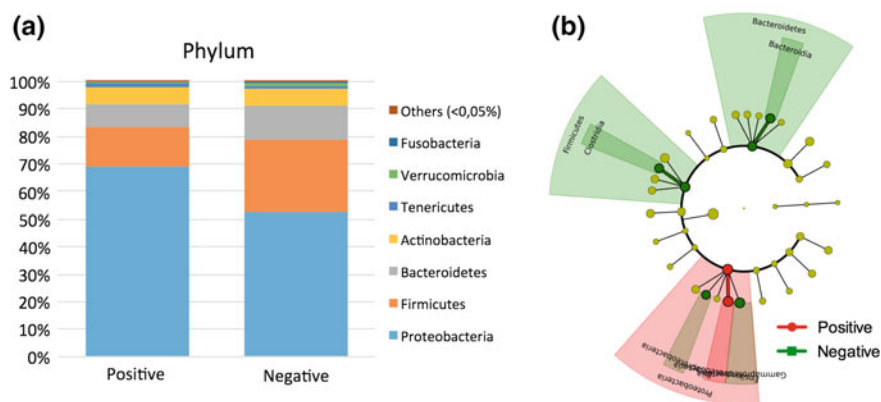 (a)
Phylum
100%
90%
80%
70%
60%
50%
40%
30%
20%
10%
0%
Positive
Negative
Others (<0,05%)
Fusobacteria
Verrucomicrobia
Tenericutes
Actinobacteria
Bacteroidetes
Firmicutes
Proteobacteria
(b)
Bacteroidetes
Bacteroidia
Firmicutes
Clostridia
Proteobacteria
Positive
Negative